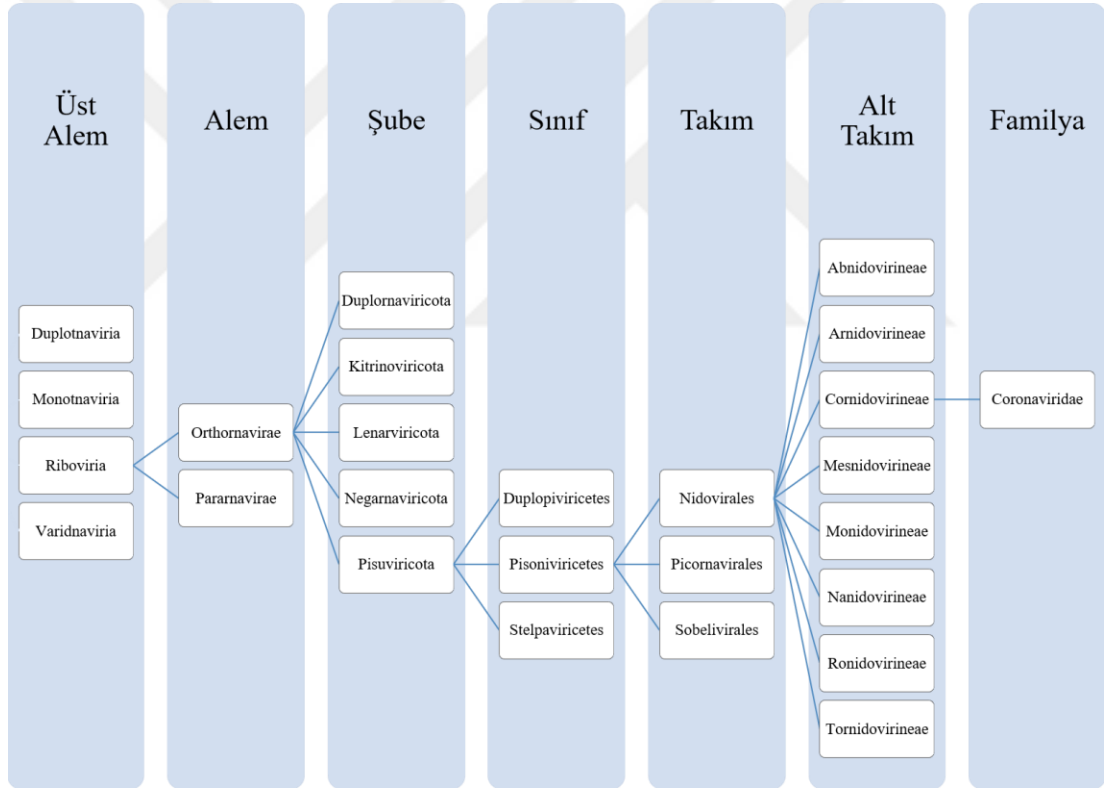 Üst
Alem
Alem
Şube
Sınıf
Takım
Alt
Takım
Familya
Duplotnaviria
Monotnaviria
Riboviria
Varidnaviria
Orthornavirae
Pararnavirae
Duplornaviricota
Kitrinoviricota
Lenarviricota
Negarnaviricota
Pisuviricota
Duplopiviricetes
Pisoniviricetes
Stelpaviricetes
Nidovirales
Picornavirales
Sobelivirales
Abnidovirineae
Arnidovirineae
Cornidovirineae
Mesnidovirineae
Monidovirineae
Nanidovirineae
Ronidovirineae
Tornidovirineae
Coronaviridae